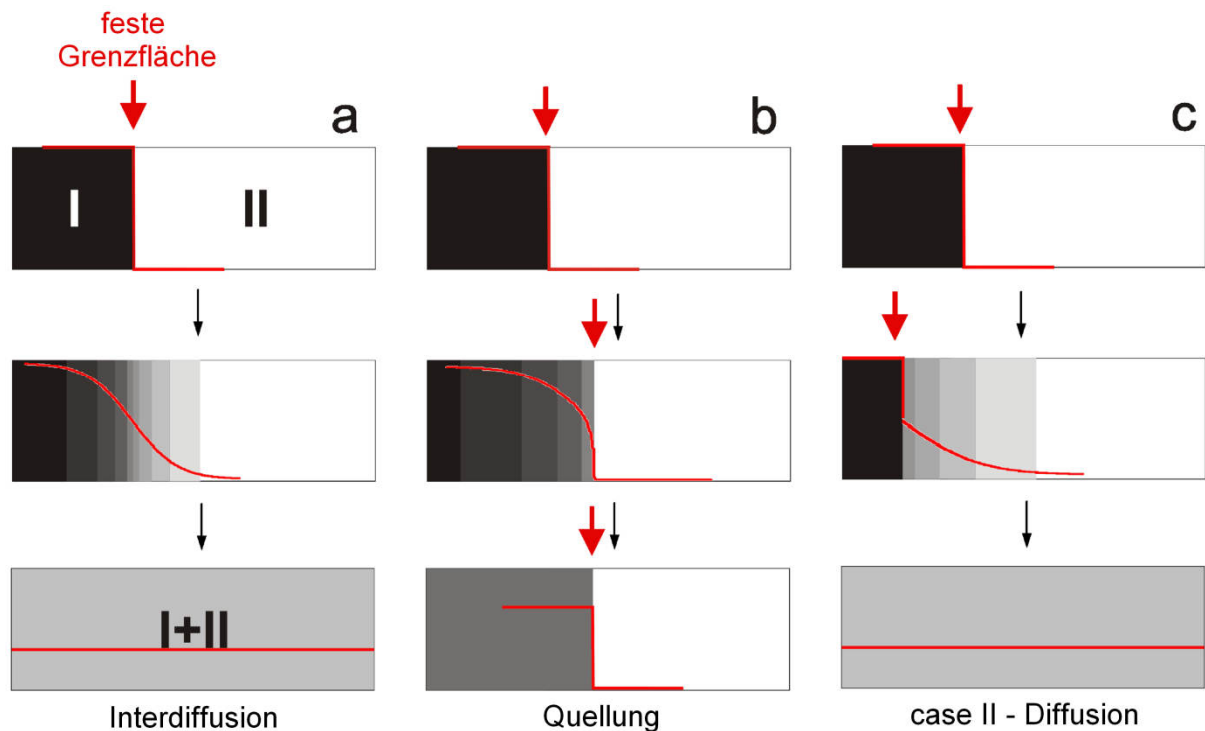 feste
Grenzfläche
a
b
c
I
II
I+II
Interdiffusion
Quellung
case II - Diffusion